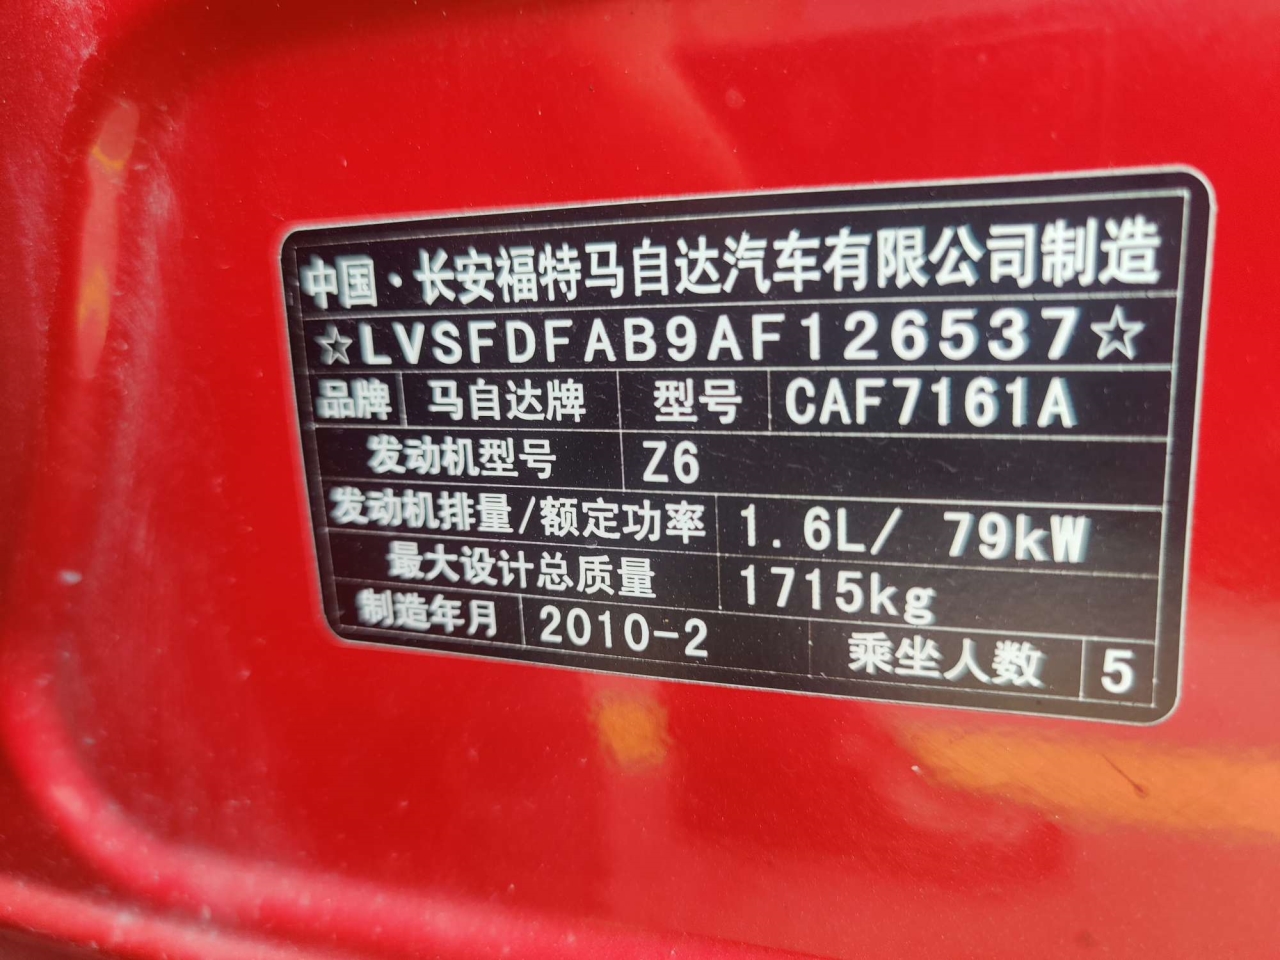 中国·长安福特马自达汽车有限公司制造
☆LVSFDFAB9AF126537☆
品牌 马自达牌 型号 CAF7161A
发动机型号 Z6
发动机排量/额定功率 1.6L/ 79kW
最大设计总质量 1715kg
制造年月 2010-2 乘坐人数 5